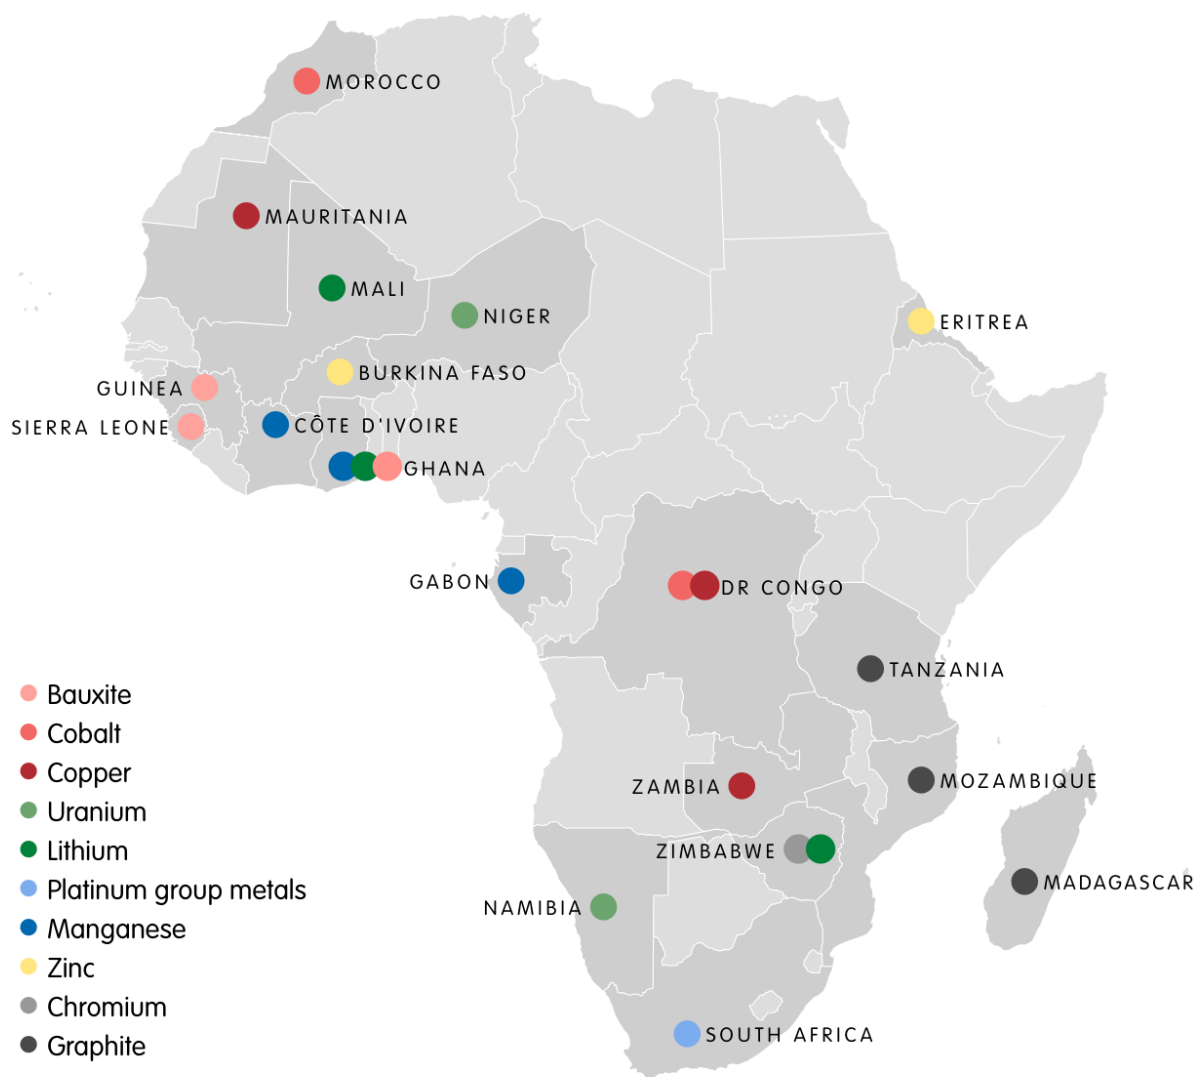 MOROCCO
MAURITANIA
MALI
NIGER
ERITREA
BURKINA FASO
GUINEA
SIERRA LEONE
CÔTE D'IVOIRE
GHANA
GABON
DR CONGO
TANZANIA
MOZAMBIQUE
ZAMBIA
ZIMBABWE
MADAGASCAR
NAMIBIA
SOUTH AFRICA
Bauxite
Cobalt
Copper
Uranium
Lithium
Platinum group metals
Manganese
Zinc
Chromium
Graphite